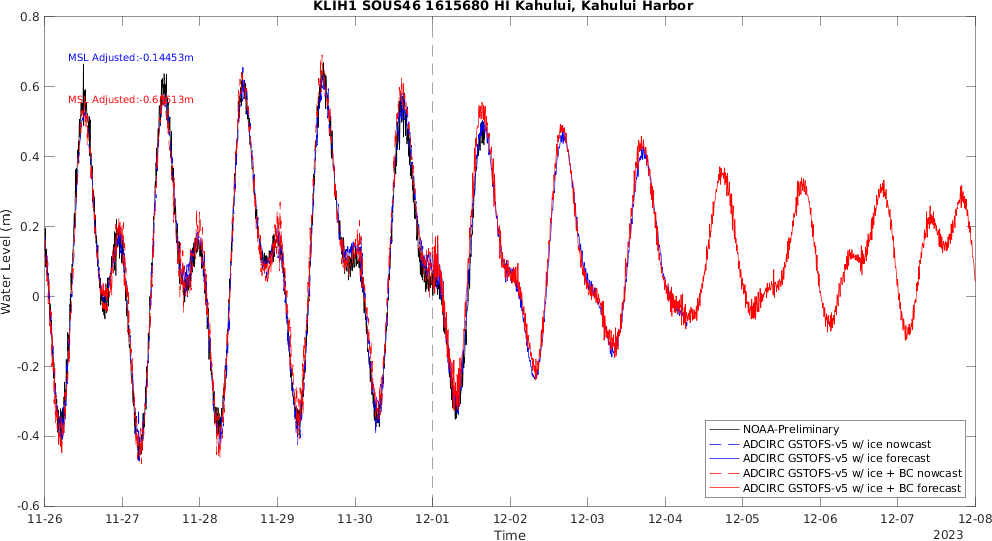 KLIH1 SOUS46 1615680 HI Kahului, Kahului Harbor
0.8
0.6
0.4
0.2
0
-0.2
-0.4
-0.6
Water Level (m)
MSL Adjusted:-0.14453m
MSL
NOAA-Preliminary
ADCIRC GSTOFS-v5 w/ ice nowcast
ADCIRC GSTOFS-v5 w/ ice forecast
ADCIRC GSTOFS-v5 w/ ice + BC nowcast
ADCIRC GSTOFS-v5 w/ ice + BC forecast
11-26 11-27 11-28 11-29 11-30 12-01 12-02 12-03 12-04 12-05 12-06 12-07 12-08
Time
2023